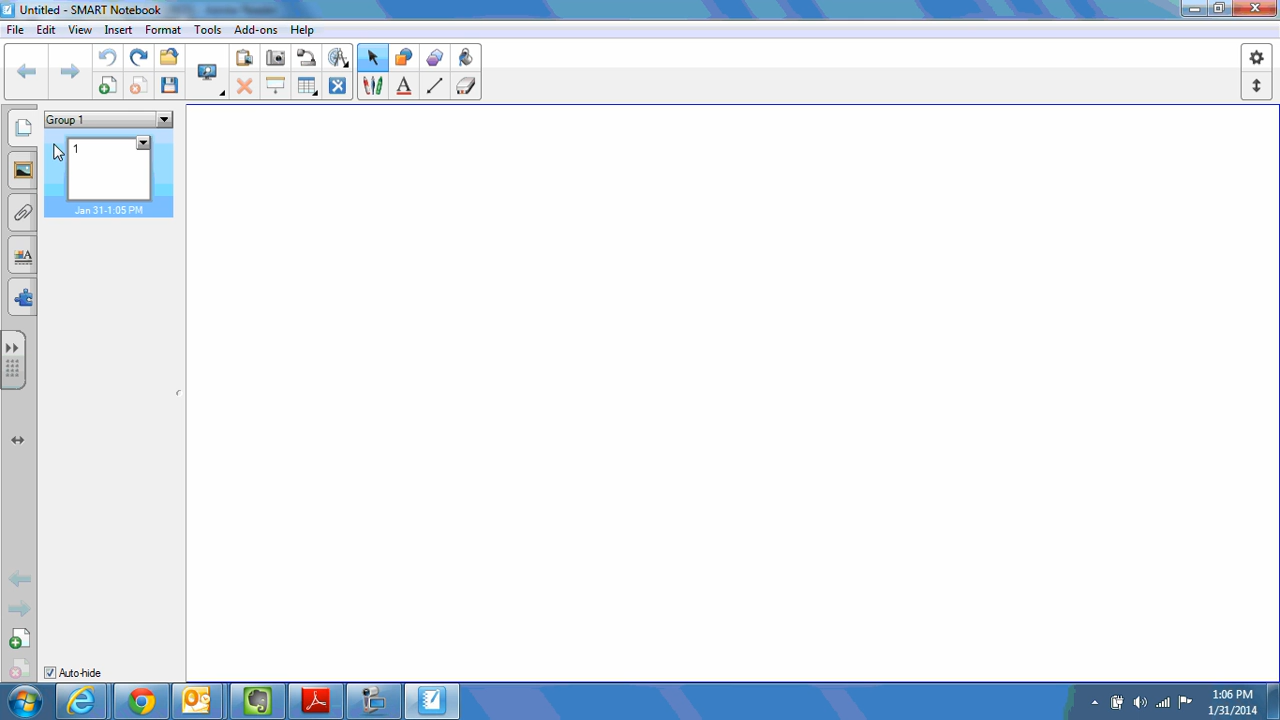 Untitled - SMART Notebook
File Edit View Insert Format Tools Add-ons Help
Group 1
1
Jan 31-1:05 PM
Auto-hide
1:06 PM
1/31/2014